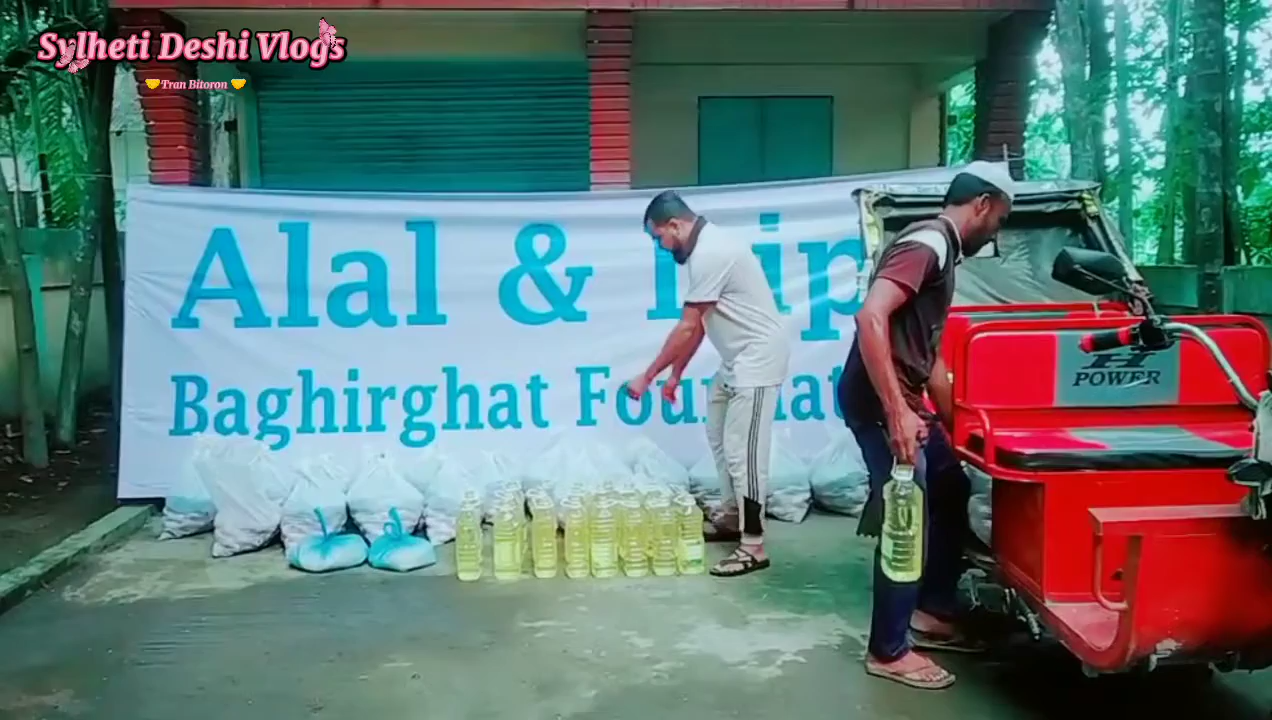 Sylheti Deshi Vlogs
Tran Bitoron
Alal &
Baghirghat
POWER